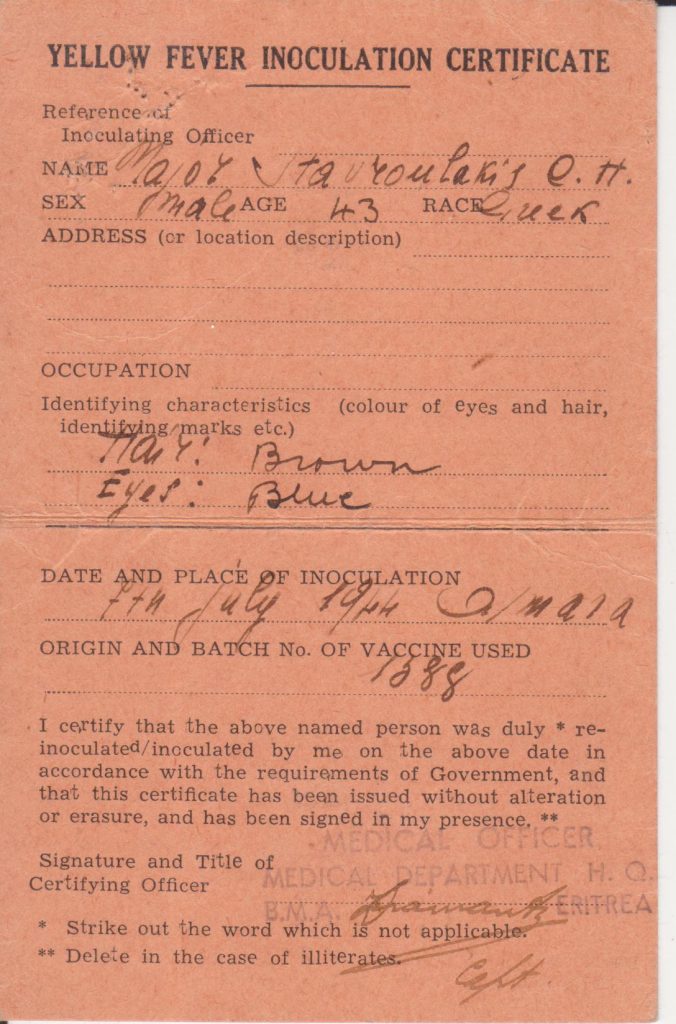 YELLOW FEVER INOCULATION CERTIFICATE
Reference of
Inoculating Officer
NAME Major Stavroulakis C. H.
SEX Male AGE 43 RACE Greek
ADDRESS (or location description)
OCCUPATION
Identifying characteristics (colour of eyes and hair,
identifying marks etc.)
Hair: Brown
Eyes: Blue
DATE AND PLACE OF INOCULATION
7th July 1944 Asmara
ORIGIN AND BATCH No. OF VACCINE USED
1588
I certify that the above named person was duly * re-
inoculated/inoculated by me on the above date in
accordance with the requirements of Government, and
that this certificate has been issued without alteration
or erasure, and has been signed in my presence. **
MEDICAL OFFICER,
Signature and Title of
MEDICAL DEPARTMENT H. Q.
Certifying Officer
B.M.A. ERITREA
* Strike out the word which is not applicable.
** Delete in the case of illiterates.
Capt.